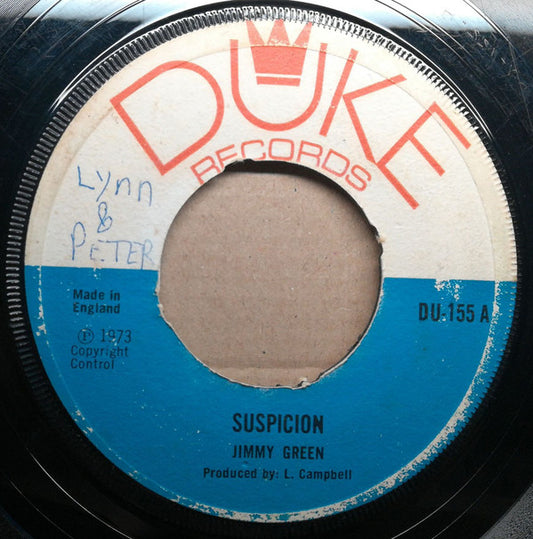 DUKE
RECORDS
Lynn
&
PETER
Made in
England
℗ 1973
Copyright
Control
DU-155 A
SUSPICION
JIMMY GREEN
Produced by: L. Campbell